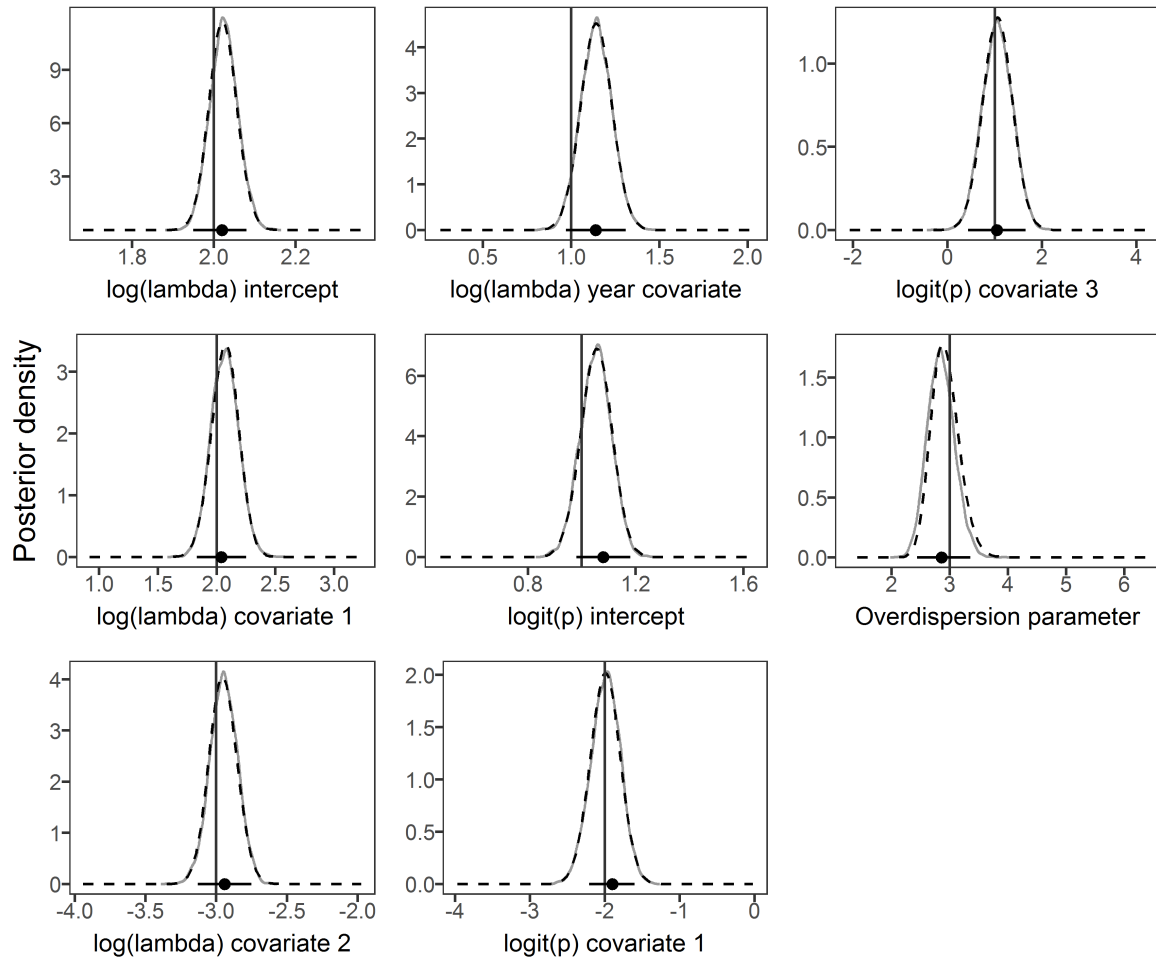 Posterior density
9
6
3
1.8 2.0 2.2
log(lambda) intercept
4
3
2
1
0
0.5 1.0 1.5 2.0
log(lambda) year covariate
1.0
0.5
0.0
-2 0 2 4
logit(p) covariate 3
3
2
1
0
1.0 1.5 2.0 2.5 3.0
log(lambda) covariate 1
6
4
2
0
0.8 1.2 1.6
logit(p) intercept
1.5
1.0
0.5
0.0
2 3 4 5 6
Overdispersion parameter
4
3
2
1
0
-4.0 -3.5 -3.0 -2.5 -2.0
log(lambda) covariate 2
2.0
1.5
1.0
0.5
0.0
-4 -3 -2 -1 0
logit(p) covariate 1